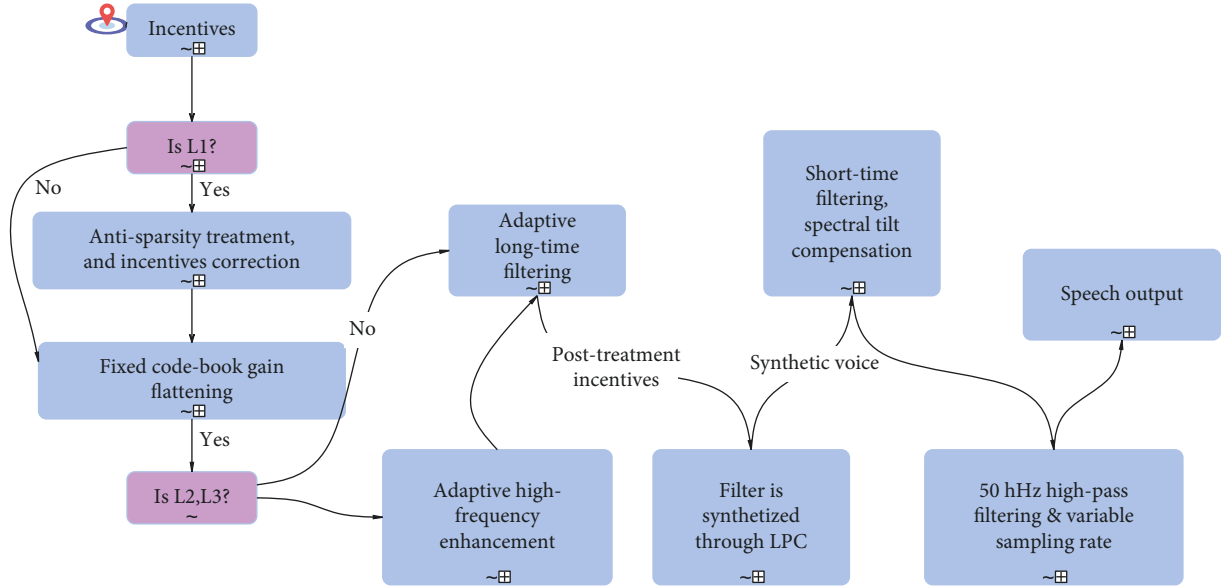 Incentives
Is L1?
No
Yes
Anti-sparsity treatment,
and incentives correction
Fixed code-book gain
flattening
Yes
Is L2,L3?
No
Adaptive
long-time
filtering
Adaptive high-
frequency
enhancement
Post-treatment
incentives
Filter is
synthetized
through LPC
Synthetic voice
Short-time
filtering,
spectral tilt
compensation
50 hHz high-pass
filtering & variable
sampling rate
Speech output